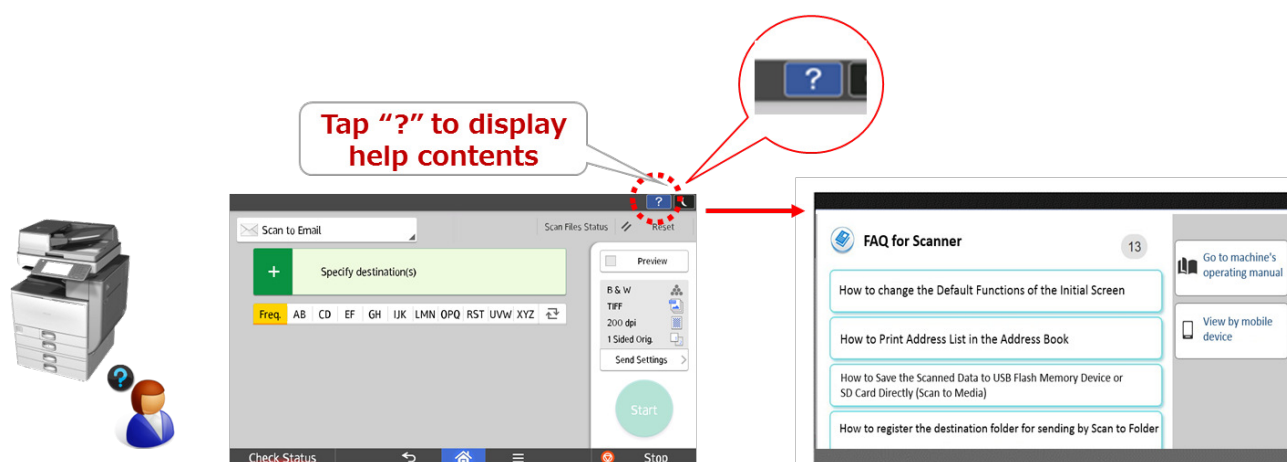 ?
Tap “?” to display
help contents
?
Scan to Email
Scan Files Status
Reset
+
Specify destination(s)
Preview
Freq. AB CD EF GH IJK LMN OPQ RST UVW XYZ
B & W
TIFF
200 dpi
1 Sided Orig.
Send Settings >
Start
Check Status
Stop
?
FAQ for Scanner
13
How to change the Default Functions of the Initial Screen
How to Print Address List in the Address Book
How to Save the Scanned Data to USB Flash Memory Device or
SD Card Directly (Scan to Media)
How to register the destination folder for sending by Scan to Folder
Go to machine's
operating manual
View by mobile
device